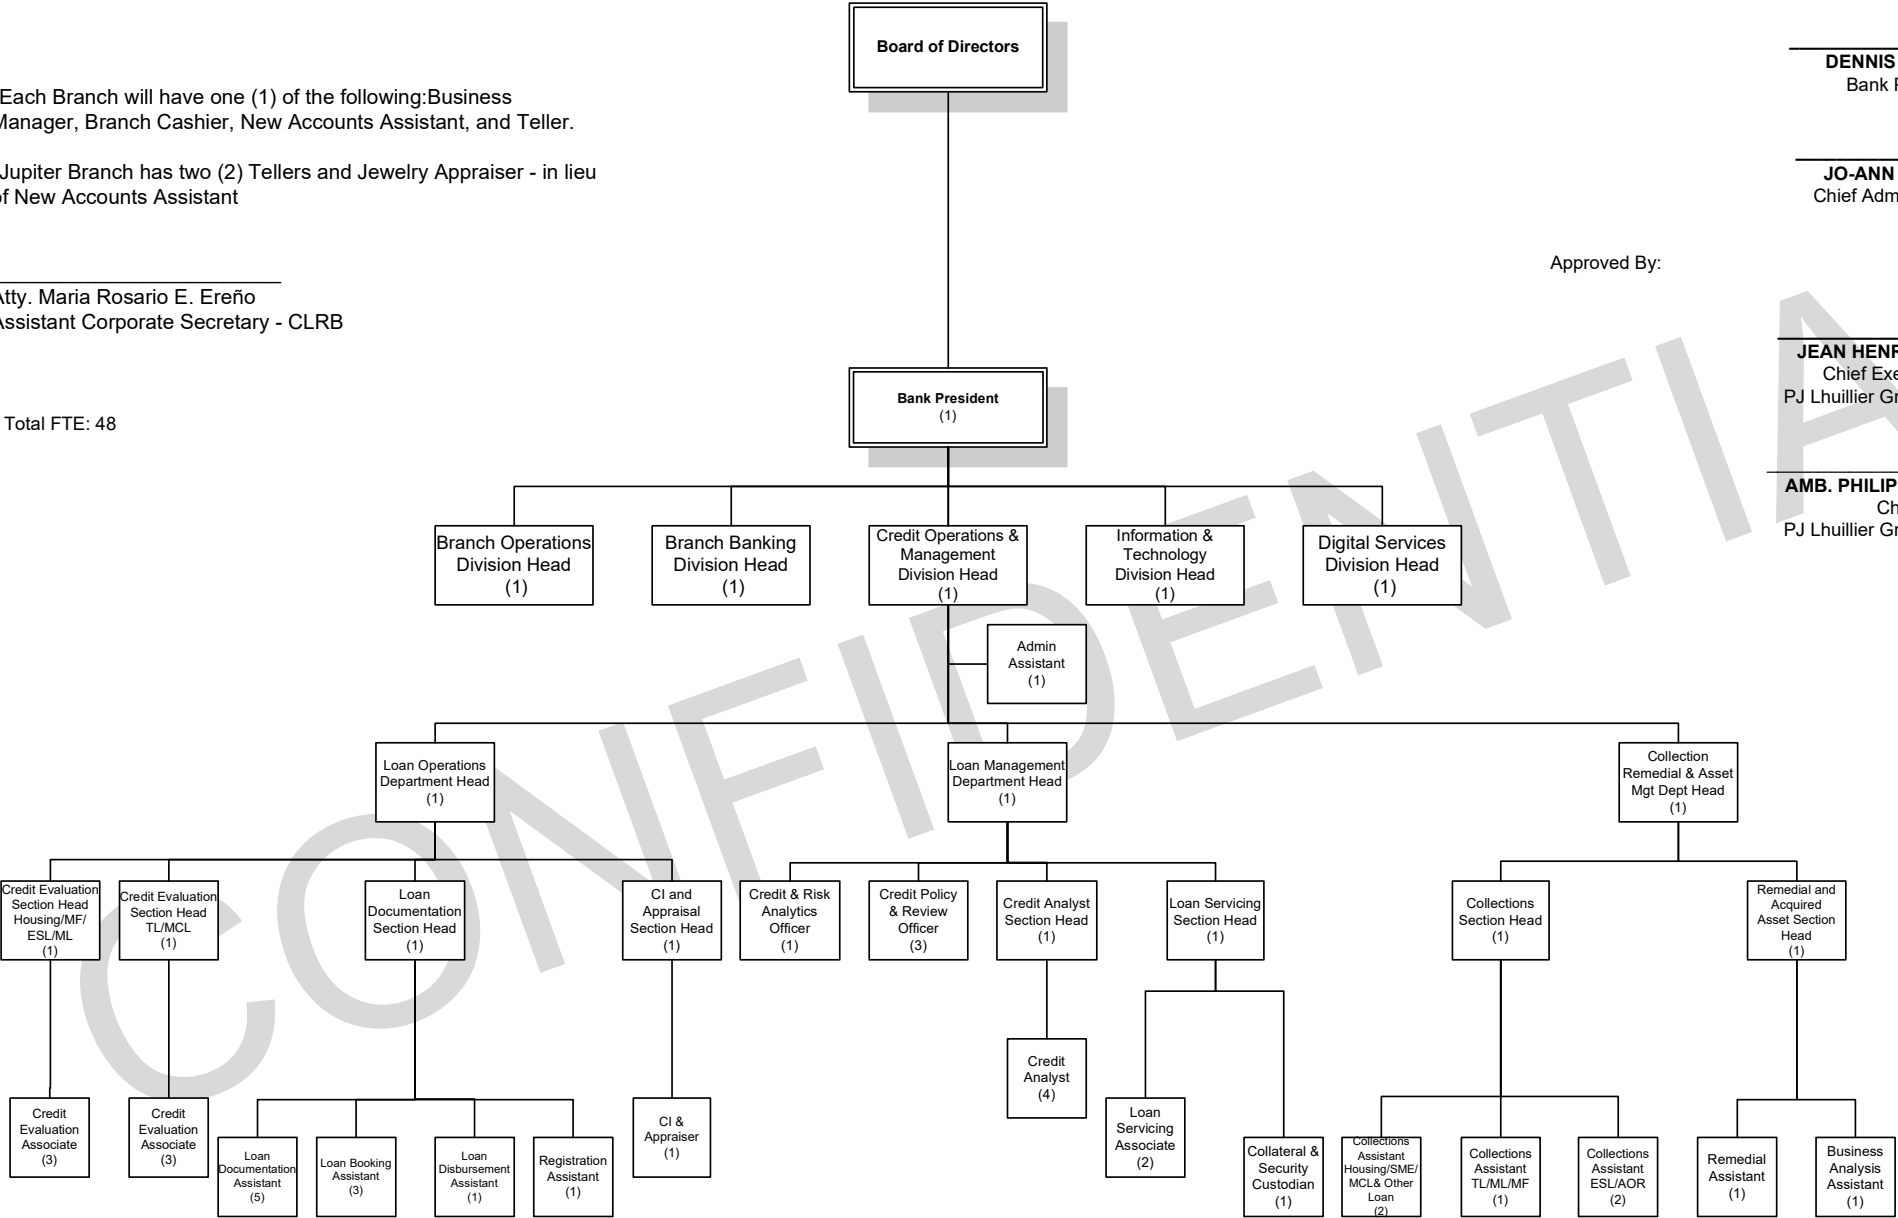 Board of Directors
Each Branch will have one (1) of the following:Business
Manager, Branch Cashier, New Accounts Assistant, and Teller.
Jupiter Branch has two (2) Tellers and Jewelry Appraiser - in lieu
of New Accounts Assistant
Atty. Maria Rosario E. Ereño
Assistant Corporate Secretary - CLRB
Total FTE: 48
DENNIS
Bank
JO-ANN
Chief Adm
Approved By:
JEAN HENR
Chief Exe
PJ Lhuillier Gr
AMB. PHILIP
Ch
PJ Lhuillier Gr
CONFIDENTIA
Bank President
(1)
Branch Operations
Division Head
(1)
Branch Banking
Division Head
(1)
Credit Operations &
Management
Division Head
(1)
Information &
Technology
Division Head
(1)
Digital Services
Division Head
(1)
Admin
Assistant
(1)
Loan Operations
Department Head
(1)
Loan Management
Department Head
(1)
Collection
Remedial & Asset
Mgt Dept Head
(1)
Credit Evaluation
Section Head
Housing/MF/
ESL/ML
(1)
Credit Evaluation
Section Head
TL/MCL
(1)
Loan
Documentation
Section Head
(1)
CI and
Appraisal
Section Head
(1)
Credit & Risk
Analytics
Officer
(1)
Credit Policy
& Review
Officer
(3)
Credit Analyst
Section Head
(1)
Loan Servicing
Section Head
(1)
Collections
Section Head
(1)
Remedial and
Acquired
Asset Section
Head
(1)
Credit
Evaluation
Associate
(3)
Credit
Evaluation
Associate
(3)
Loan
Documentation
Assistant
(5)
Loan Booking
Assistant
(3)
Loan
Disbursement
Assistant
(1)
Registration
Assistant
(1)
CI &
Appraiser
(1)
Credit
Analyst
(4)
Loan
Servicing
Associate
(2)
Collateral &
Security
Custodian
(1)
Collections
Assistant
Housing/SME/
MCL& Other
Loan
(2)
Collections
Assistant
TL/ML/MF
(1)
Collections
Assistant
ESL/AOR
(2)
Remedial
Assistant
(1)
Business
Analysis
Assistant
(1)